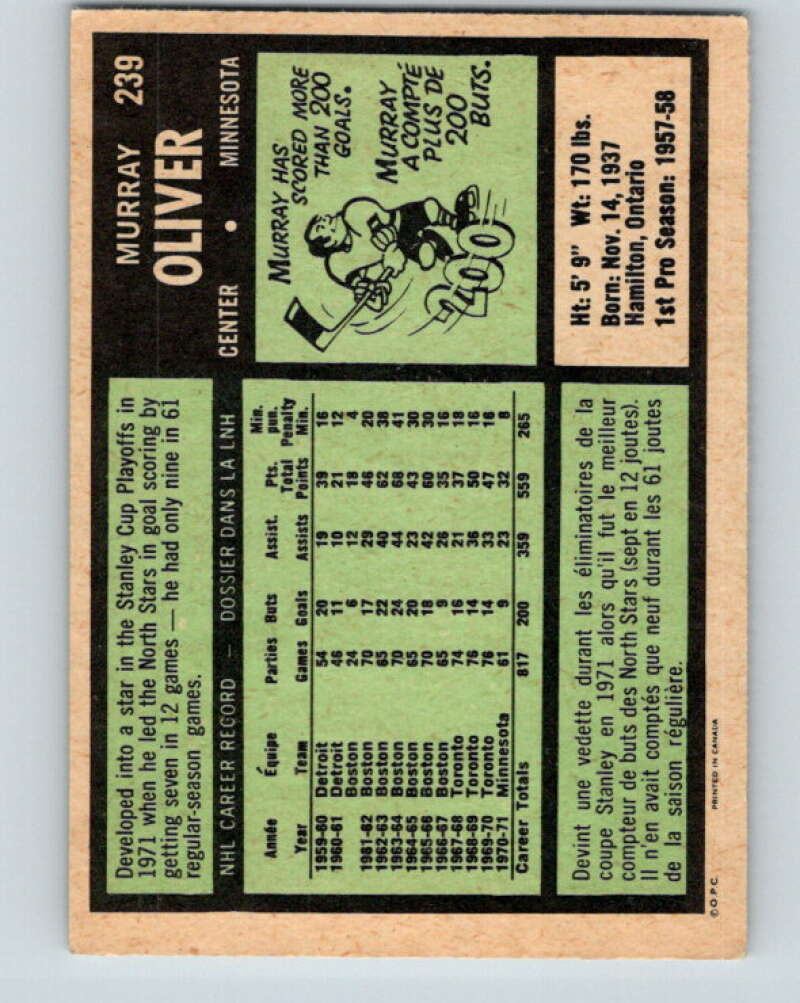 MURRAY 239
OLIVER
CENTER • MINNESOTA
Developed into a star in the Stanley Cup Playoffs in
1971 when he led the North Stars in goal scoring by
getting seven in 12 games — he had only nine in 61
regular-season games.
MURRAY HAS
SCORED MORE
THAN 200
GOALS.
MURRAY
A COMPTÉ
PLUS DE
200
BUTS.
200
NHL CAREER RECORD — DOSSIER DANS LA LNH
Année Équipe Parties Buts Assist. Pts. Total Min. pun. Penalty
Year Team Games Goals Assists Points Min.
1959-60 Detroit 54 20 19 39 16
1960-61 Detroit 46 11 10 21 12
Boston 24 6 12 18 4
1961-62 Boston 70 17 29 46 20
1962-63 Boston 65 22 40 62 38
1963-64 Boston 70 24 44 68 41
1964-65 Boston 65 20 23 43 30
1965-66 Boston 70 18 42 60 30
1966-67 Boston 65 9 26 35 16
1967-68 Toronto 74 16 21 37 18
1968-69 Toronto 76 14 36 50 16
1969-70 Toronto 76 14 33 47 16
1970-71 Minnesota 61 9 23 32 8
Career Totals 817 200 359 559 265
Ht: 5' 9" Wt: 170 lbs.
Born: Nov. 14, 1937
Hamilton, Ontario
1st Pro Season: 1957-58
Devint une vedette durant les éliminatoires de la
coupe Stanley en 1971 alors qu'il fut le meilleur
compteur de buts des North Stars (sept en 12 joutes).
Il n'en avait comptés que neuf durant les 61 joutes
de la saison régulière.
©O.P.C. PRINTED IN CANADA